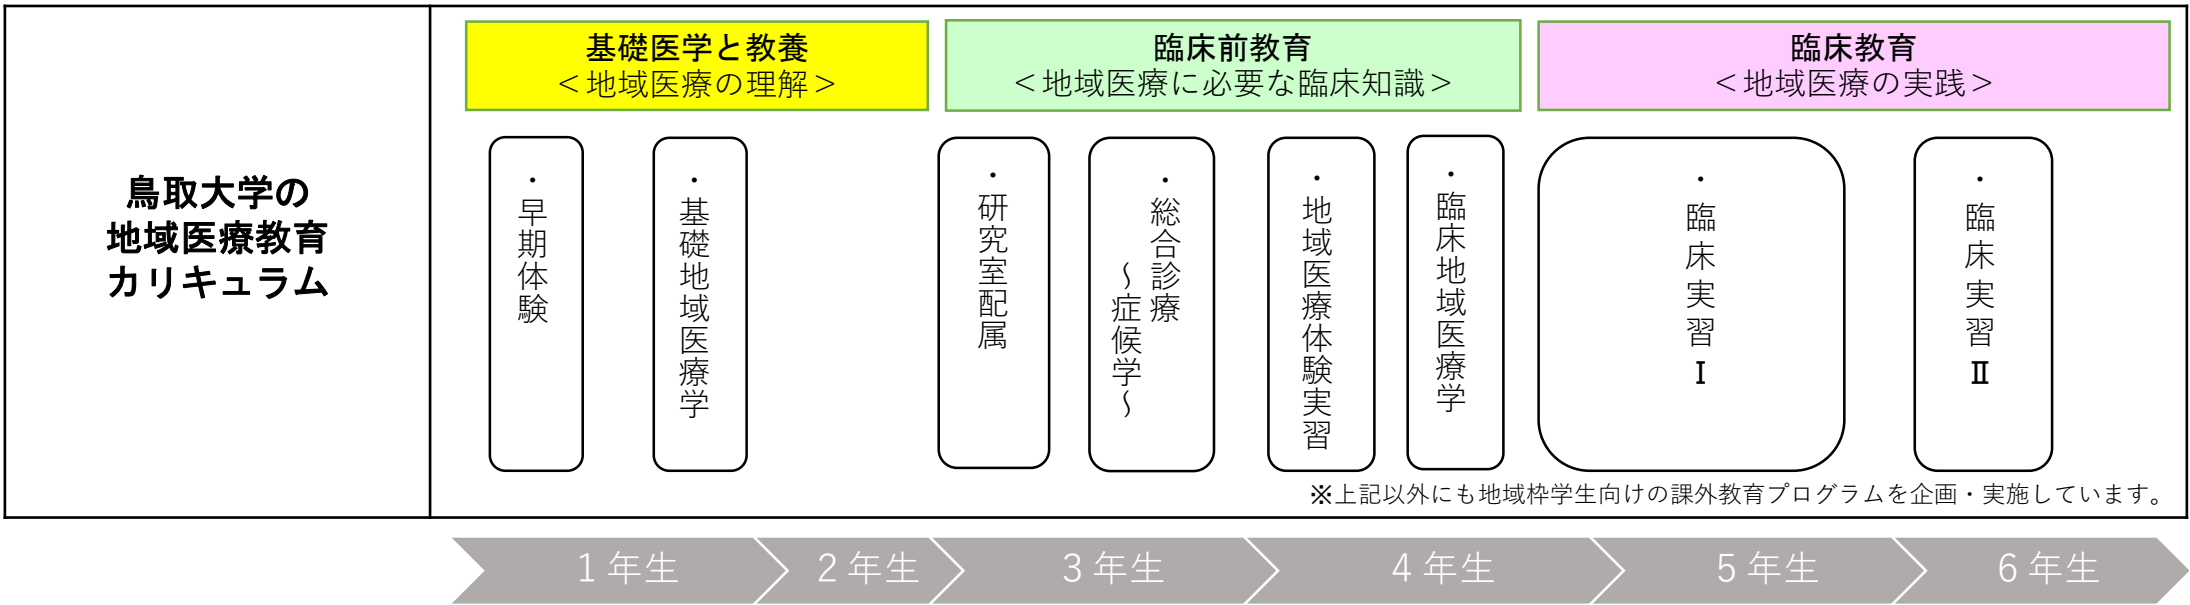 鳥取大学の
地域医療教育
カリキュラム
基礎医学と教養
＜地域医療の理解＞
臨床前教育
＜地域医療に必要な臨床知識＞
臨床教育
＜地域医療の実践＞
・早期体験
・基礎地域医療学
・研究室配属
・総合診療
～症候学～
・地域医療体験実習
・臨床地域医療学
・臨床実習Ⅰ
・臨床実習Ⅱ
※上記以外にも地域枠学生向けの課外教育プログラムを企画・実施しています。
1年生
2年生
3年生
4年生
5年生
6年生